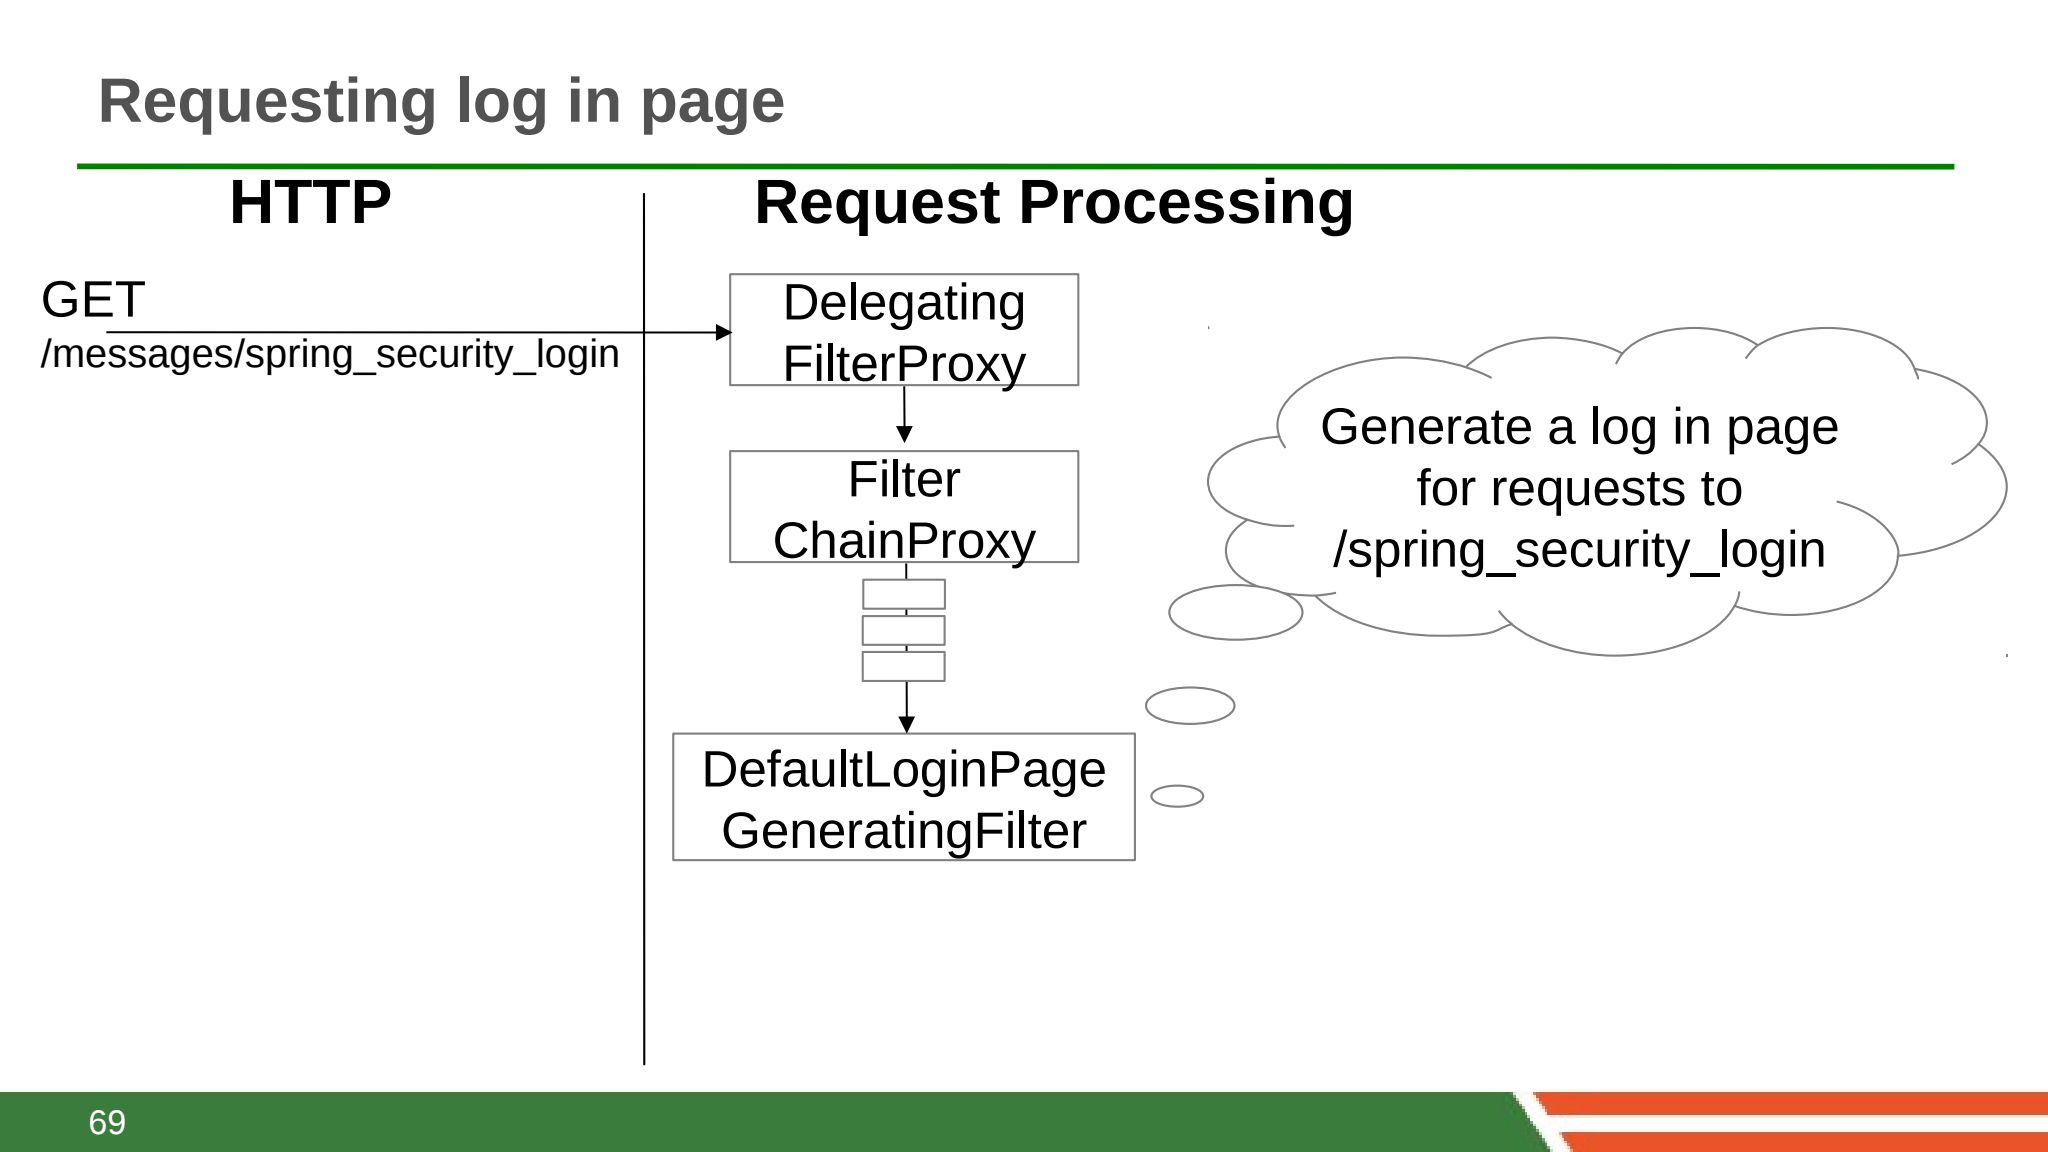 Requesting log in page
HTTP
Request Processing
GET
/messages/spring_security_login
Delegating
FilterProxy
Filter
ChainProxy
DefaultLoginPage
GeneratingFilter
Generate a log in page
for requests to
/spring_security_login
69